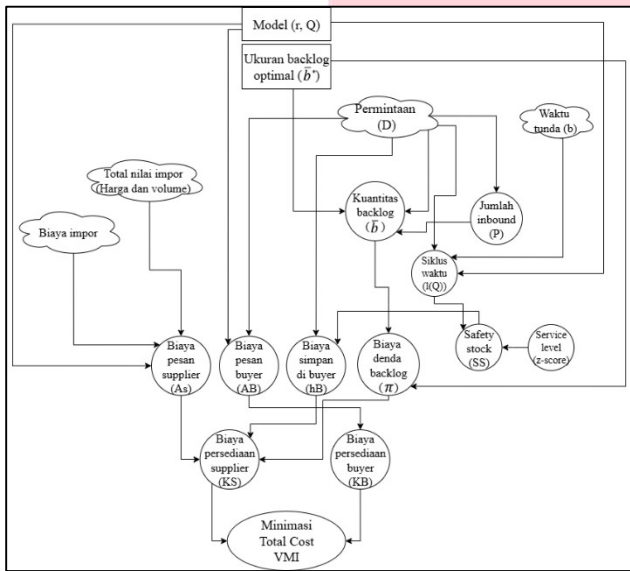 Model (r, Q)
Ukuran backlog
optimal (b̄*)
Permintaan
(D)
Waktu
tunda (b)
Total nilai impor
(Harga dan volume)
Biaya impor
Kuantitas
backlog
(b̄)
Jumlah
inbound
(P)
Siklus
waktu
(l(Q))
Biaya
pesan
supplier
(As)
Biaya
pesan
buyer
(AB)
Biaya
simpan
di buyer
(hB)
Biaya
denda
backlog
(π)
Safety
stock
(SS)
Service
level
(z-score)
Biaya
persediaan
supplier
(KS)
Biaya
persediaan
buyer
(KB)
Minimasi
Total Cost
VMI